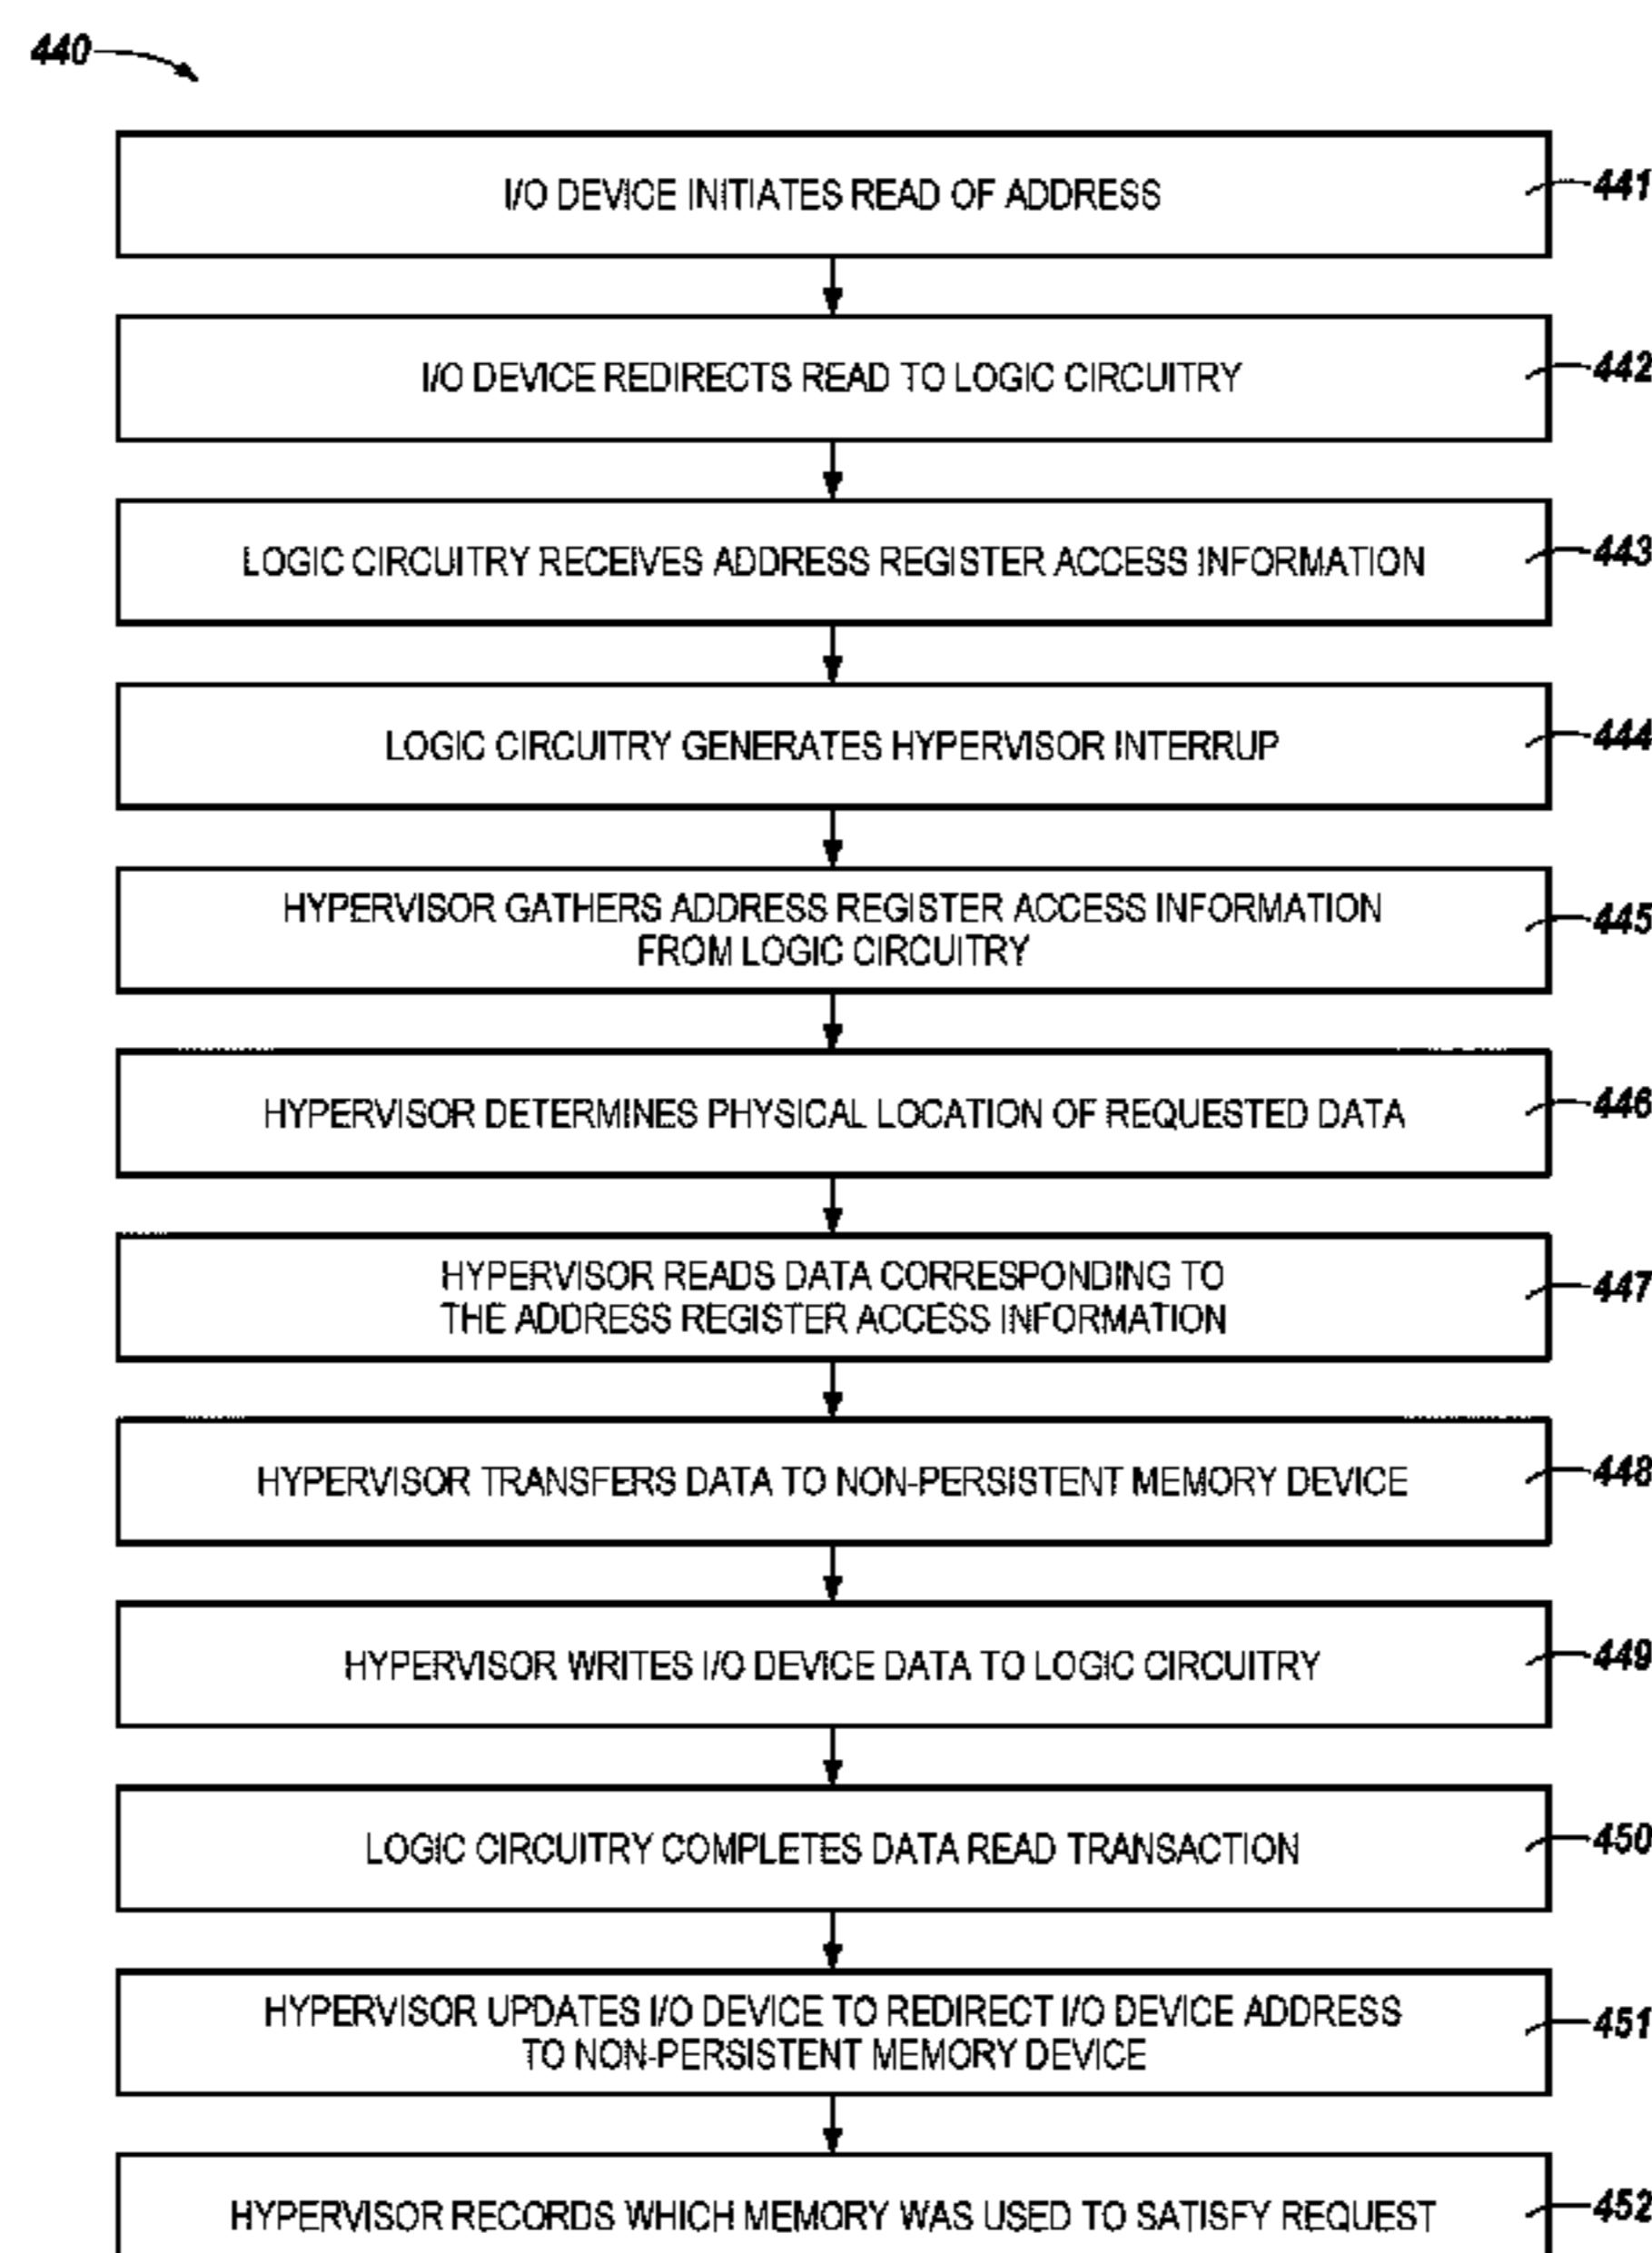 440
I/O DEVICE INITIATES READ OF ADDRESS
441
I/O DEVICE REDIRECTS READ TO LOGIC CIRCUITRY
442
LOGIC CIRCUITRY RECEIVES ADDRESS REGISTER ACCESS INFORMATION
443
LOGIC CIRCUITRY GENERATES HYPERVISOR INTERRUP
444
HYPERVISOR GATHERS ADDRESS REGISTER ACCESS INFORMATION
FROM LOGIC CIRCUITRY
445
HYPERVISOR DETERMINES PHYSICAL LOCATION OF REQUESTED DATA
446
HYPERVISOR READS DATA CORRESPONDING TO
THE ADDRESS REGISTER ACCESS INFORMATION
447
HYPERVISOR TRANSFERS DATA TO NON-PERSISTENT MEMORY DEVICE
448
HYPERVISOR WRITES I/O DEVICE DATA TO LOGIC CIRCUITRY
449
LOGIC CIRCUITRY COMPLETES DATA READ TRANSACTION
450
HYPERVISOR UPDATES I/O DEVICE TO REDIRECT I/O DEVICE ADDRESS
TO NON-PERSISTENT MEMORY DEVICE
451
HYPERVISOR RECORDS WHICH MEMORY WAS USED TO SATISFY REQUEST
452